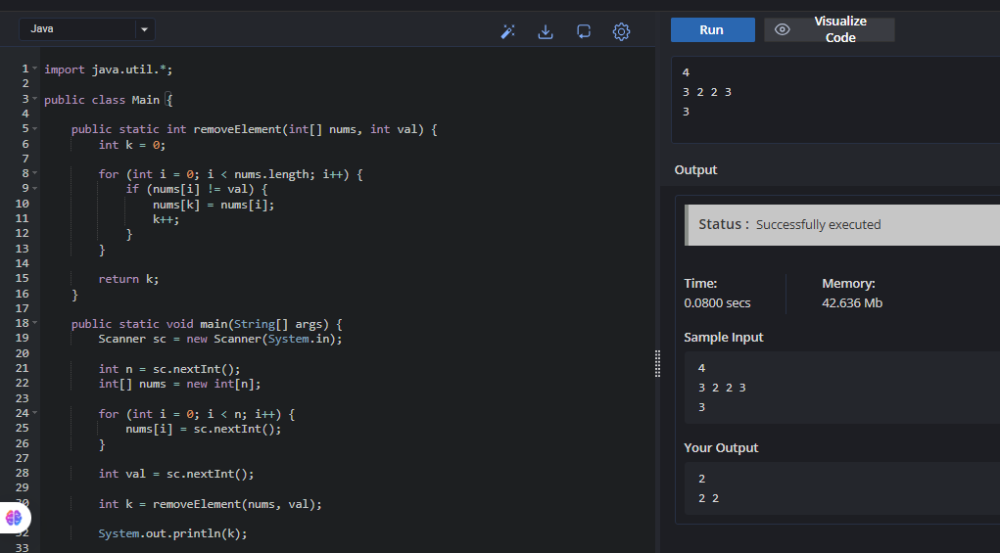 Java
1 import java.util.*;
2
3 public class Main {
4
5 public static int removeElement(int[] nums, int val) {
6 int k = 0;
7
8 for (int i = 0; i < nums.length; i++) {
9 if (nums[i] != val) {
10 nums[k] = nums[i];
11 k++;
12 }
13 }
14
15 return k;
16 }
17
18 public static void main(String[] args) {
19 Scanner sc = new Scanner(System.in);
20
21 int n = sc.nextInt();
22 int[] nums = new int[n];
23
24 for (int i = 0; i < n; i++) {
25 nums[i] = sc.nextInt();
26 }
27
28 int val = sc.nextInt();
29
30 int k = removeElement(nums, val);
32 System.out.println(k);
33
Run
Visualize
Code
4
3 2 2 3
3
Output
Status : Successfully executed
Time:
0.0800 secs
Memory:
42.636 Mb
Sample Input
4
3 2 2 3
3
Your Output
2
2 2